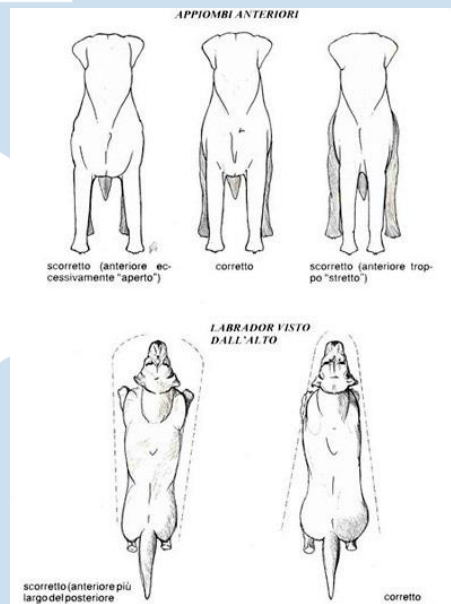 APPIOMBI ANTERIORI
scorretto (anteriore ec-
cessivamente "aperto")
corretto
scorretto (anteriore trop-
po "stretto")
LABRADOR VISTO
DALL'ALTO
scorretto (anteriore più
largo del posteriore
corretto